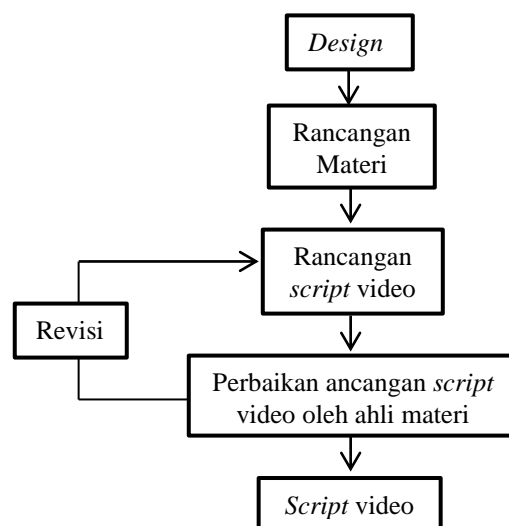 Design
Rancangan
Materi
Rancangan
script video
Revisi
Perbaikan ancangan script
video oleh ahli materi
Script video